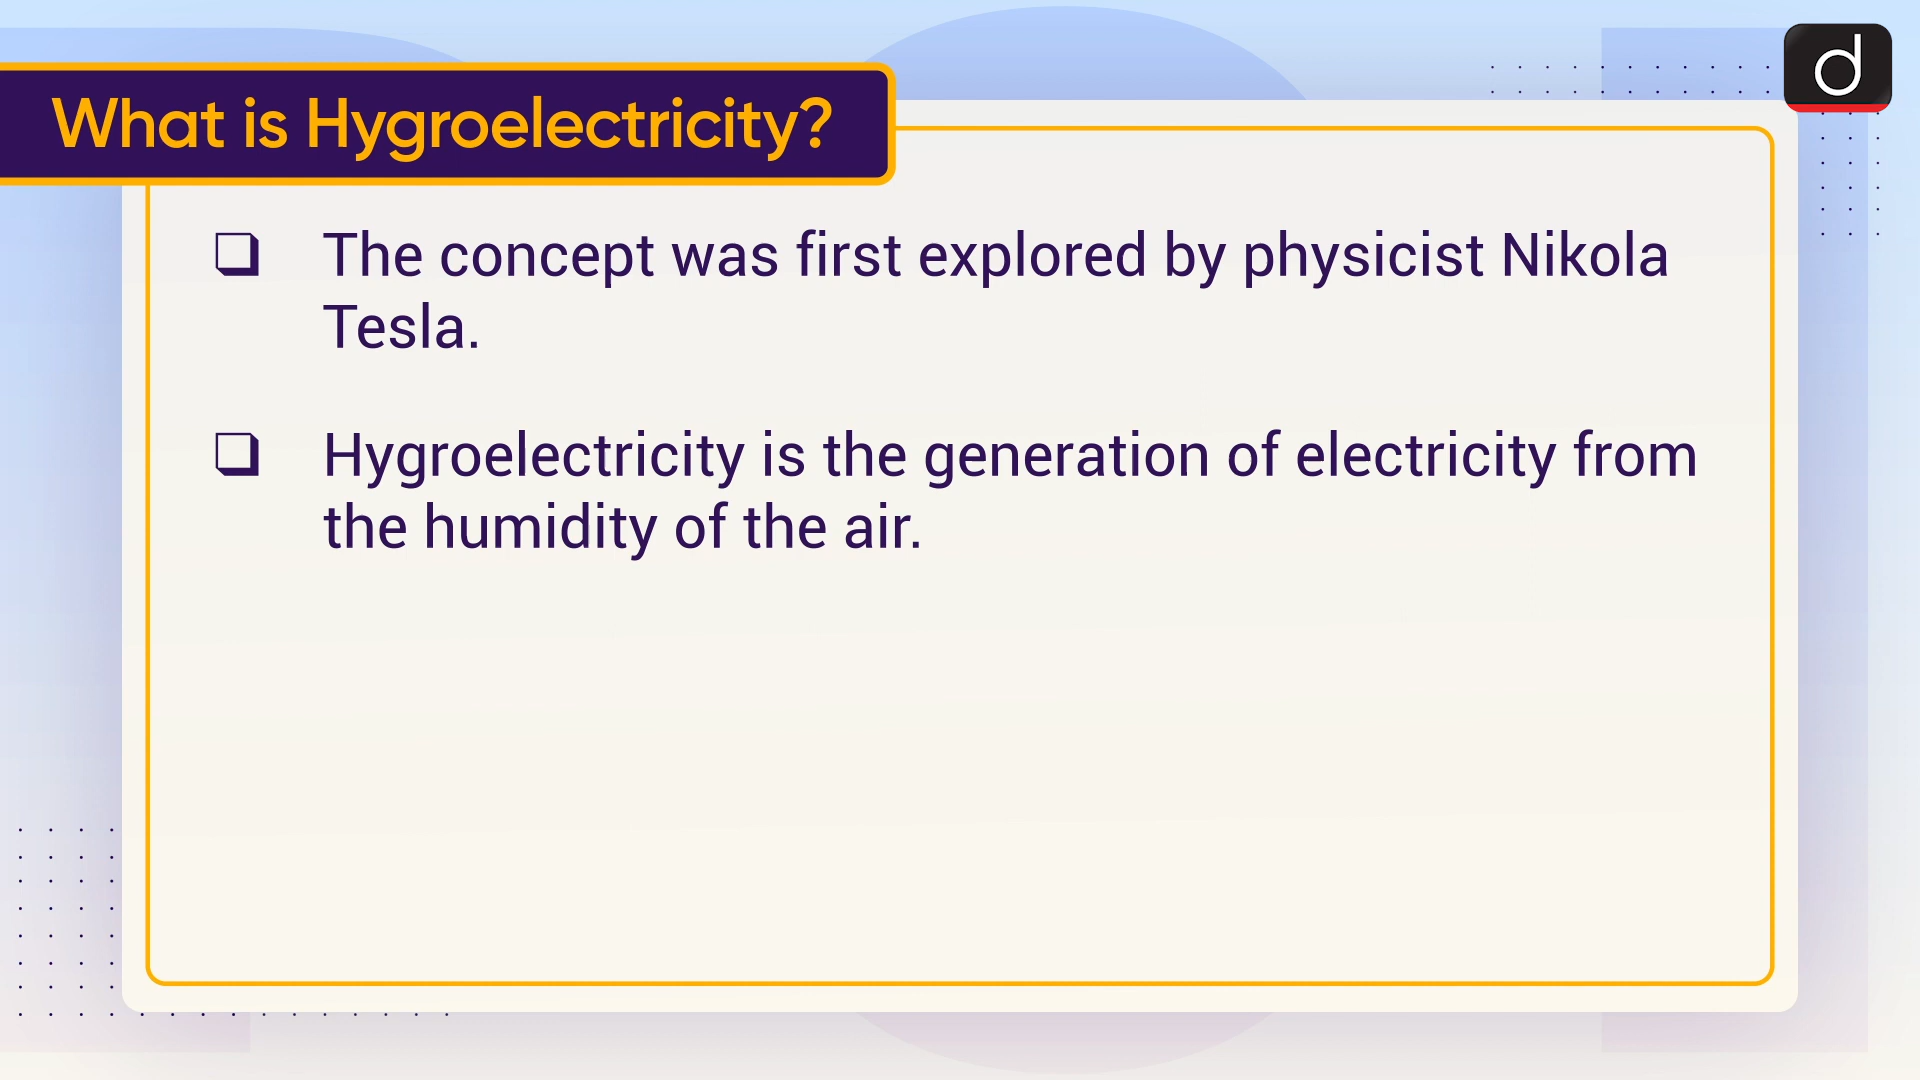 What is Hygroelectricity?
The concept was first explored by physicist Nikola
Tesla.
Hygroelectricity is the generation of electricity from
the humidity of the air.